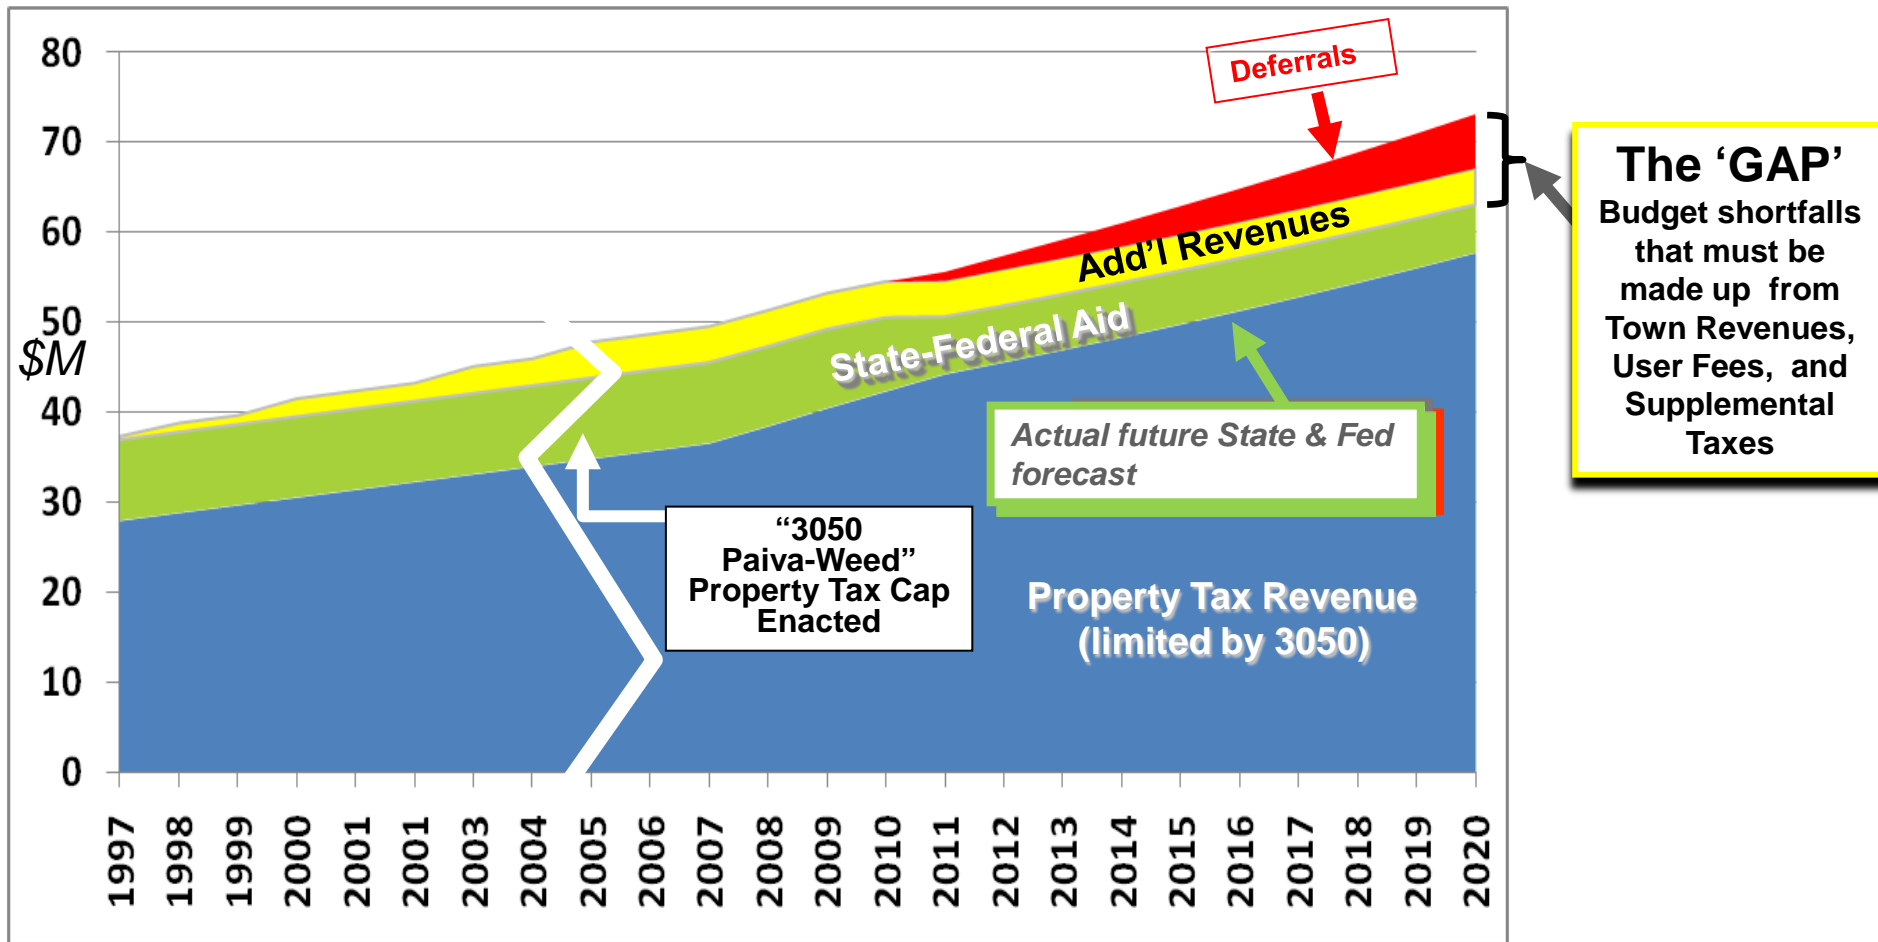 80
70
60
50
$M
40
30
20
10
0
1997
1998
1999
2000
2001
2001
2003
2004
2005
2006
2007
2008
2009
2010
2011
2012
2013
2014
2015
2016
2017
2018
2019
2020
Deferrals
Add’l Revenues
State-Federal Aid
Actual future State & Fed
forecast
“3050
Paiva-Weed”
Property Tax Cap
Enacted
Property Tax Revenue
(limited by 3050)
The ‘GAP’
Budget shortfalls
that must be
made up from
Town Revenues,
User Fees, and
Supplemental
Taxes